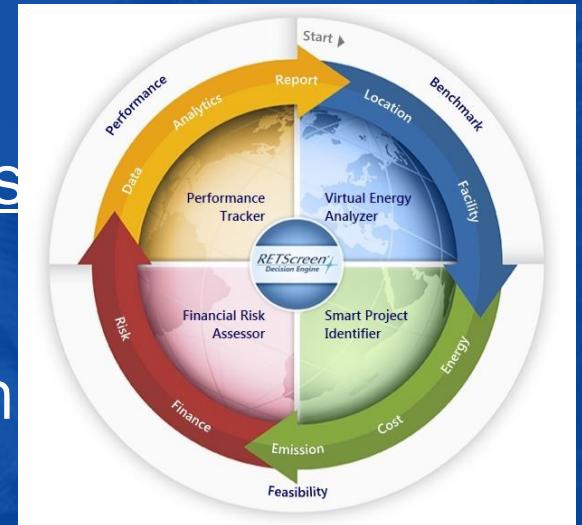 Start
Report
Location
Benchmark
Facility
Performance
Analytics
Data
Performance
Tracker
Virtual Energy
Analyzer
RETScreen
Decision Engine
Financial Risk
Assessor
Smart Project
Identifier
Risk
Finance
Energy
Cost
Emission
Feasibility
s
n